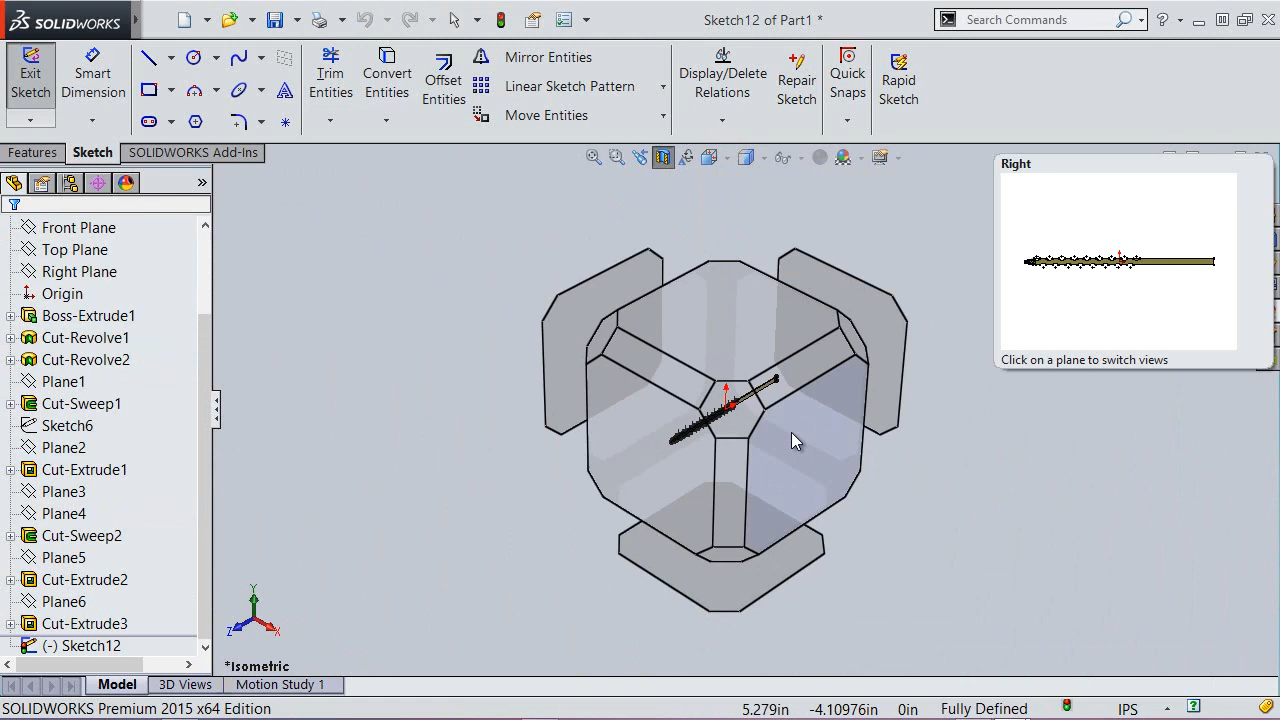 SOLIDWORKS
Sketch12 of Part1 *
Search Commands
Exit Sketch
Smart Dimension
Trim Entities
Convert Entities
Offset Entities
Mirror Entities
Linear Sketch Pattern
Move Entities
Display/Delete Relations
Repair Sketch
Quick Snaps
Rapid Sketch
Features
Sketch
SOLIDWORKS Add-Ins
Right
Click on a plane to switch views
Front Plane
Top Plane
Right Plane
Origin
Boss-Extrude1
Cut-Revolve1
Cut-Revolve2
Plane1
Cut-Sweep1
Sketch6
Plane2
Cut-Extrude1
Plane3
Plane4
Cut-Sweep2
Plane5
Cut-Extrude2
Plane6
Cut-Extrude3
(-) Sketch12
Y
Z
X
*Isometric
Model
3D Views
Motion Study 1
SOLIDWORKS Premium 2015 x64 Edition
5.279in
-4.10976in
0in
Fully Defined
IPS